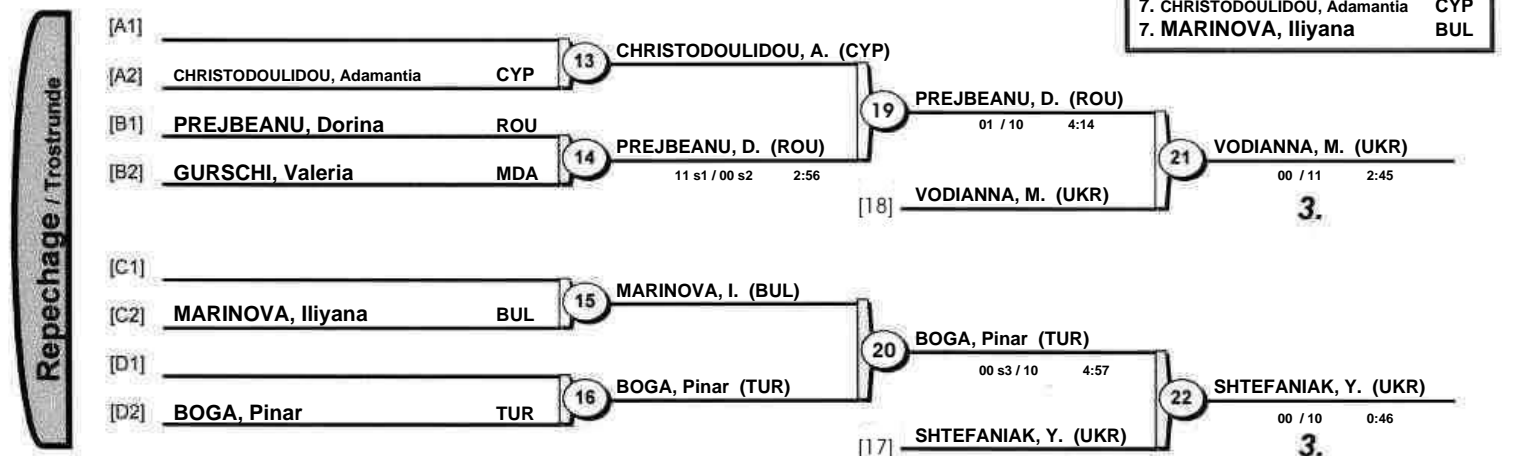 7. CHRISTODOULIDOU, Adamantia CYP
7. MARINOVA, Iliyana BUL
Repechage / Trostrunde
[A1]
[A2] CHRISTODOULIDOU, Adamantia CYP
13 CHRISTODOULIDOU, A. (CYP)
[B1] PREJBEANU, Dorina ROU
[B2] GURSCHI, Valeria MDA
14 PREJBEANU, D. (ROU)
11 s1 / 00 s2 2:56
19 PREJBEANU, D. (ROU)
01 / 10 4:14
[18] VODIANNA, M. (UKR)
21 VODIANNA, M. (UKR)
00 / 11 2:45
3.
[C1]
[C2] MARINOVA, Iliyana BUL
15 MARINOVA, I. (BUL)
[D1]
[D2] BOGA, Pinar TUR
16 BOGA, Pinar (TUR)
20 BOGA, Pinar (TUR)
00 s3 / 10 4:57
[17] SHTEFANIAK, Y. (UKR)
22 SHTEFANIAK, Y. (UKR)
00 / 10 0:46
3.